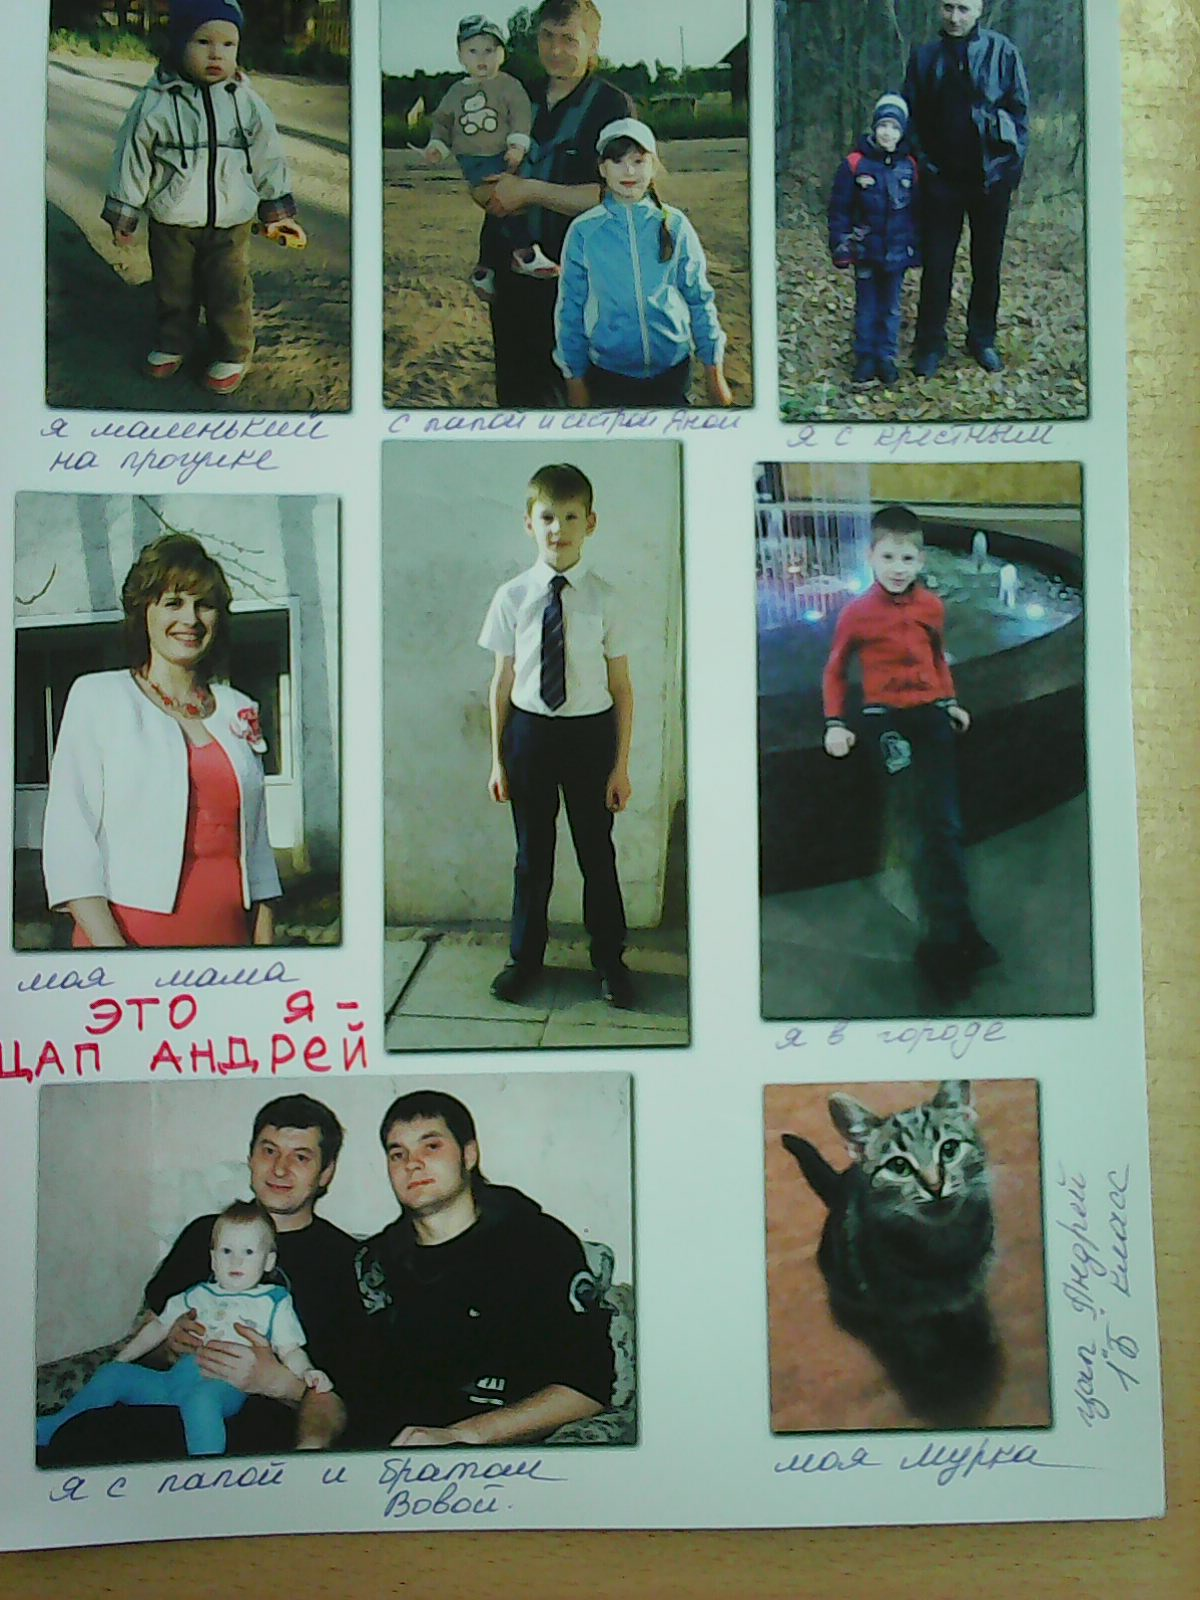 я маленький
на прогулке
с папой и сестрой Яной
я с крёстным
моя мама
я в городе
ЭТО Я -
ЦАП АНДРЕЙ
я с папой и братом
Вовой.
моя Мурка
Цап Андрей
1"Б" класс